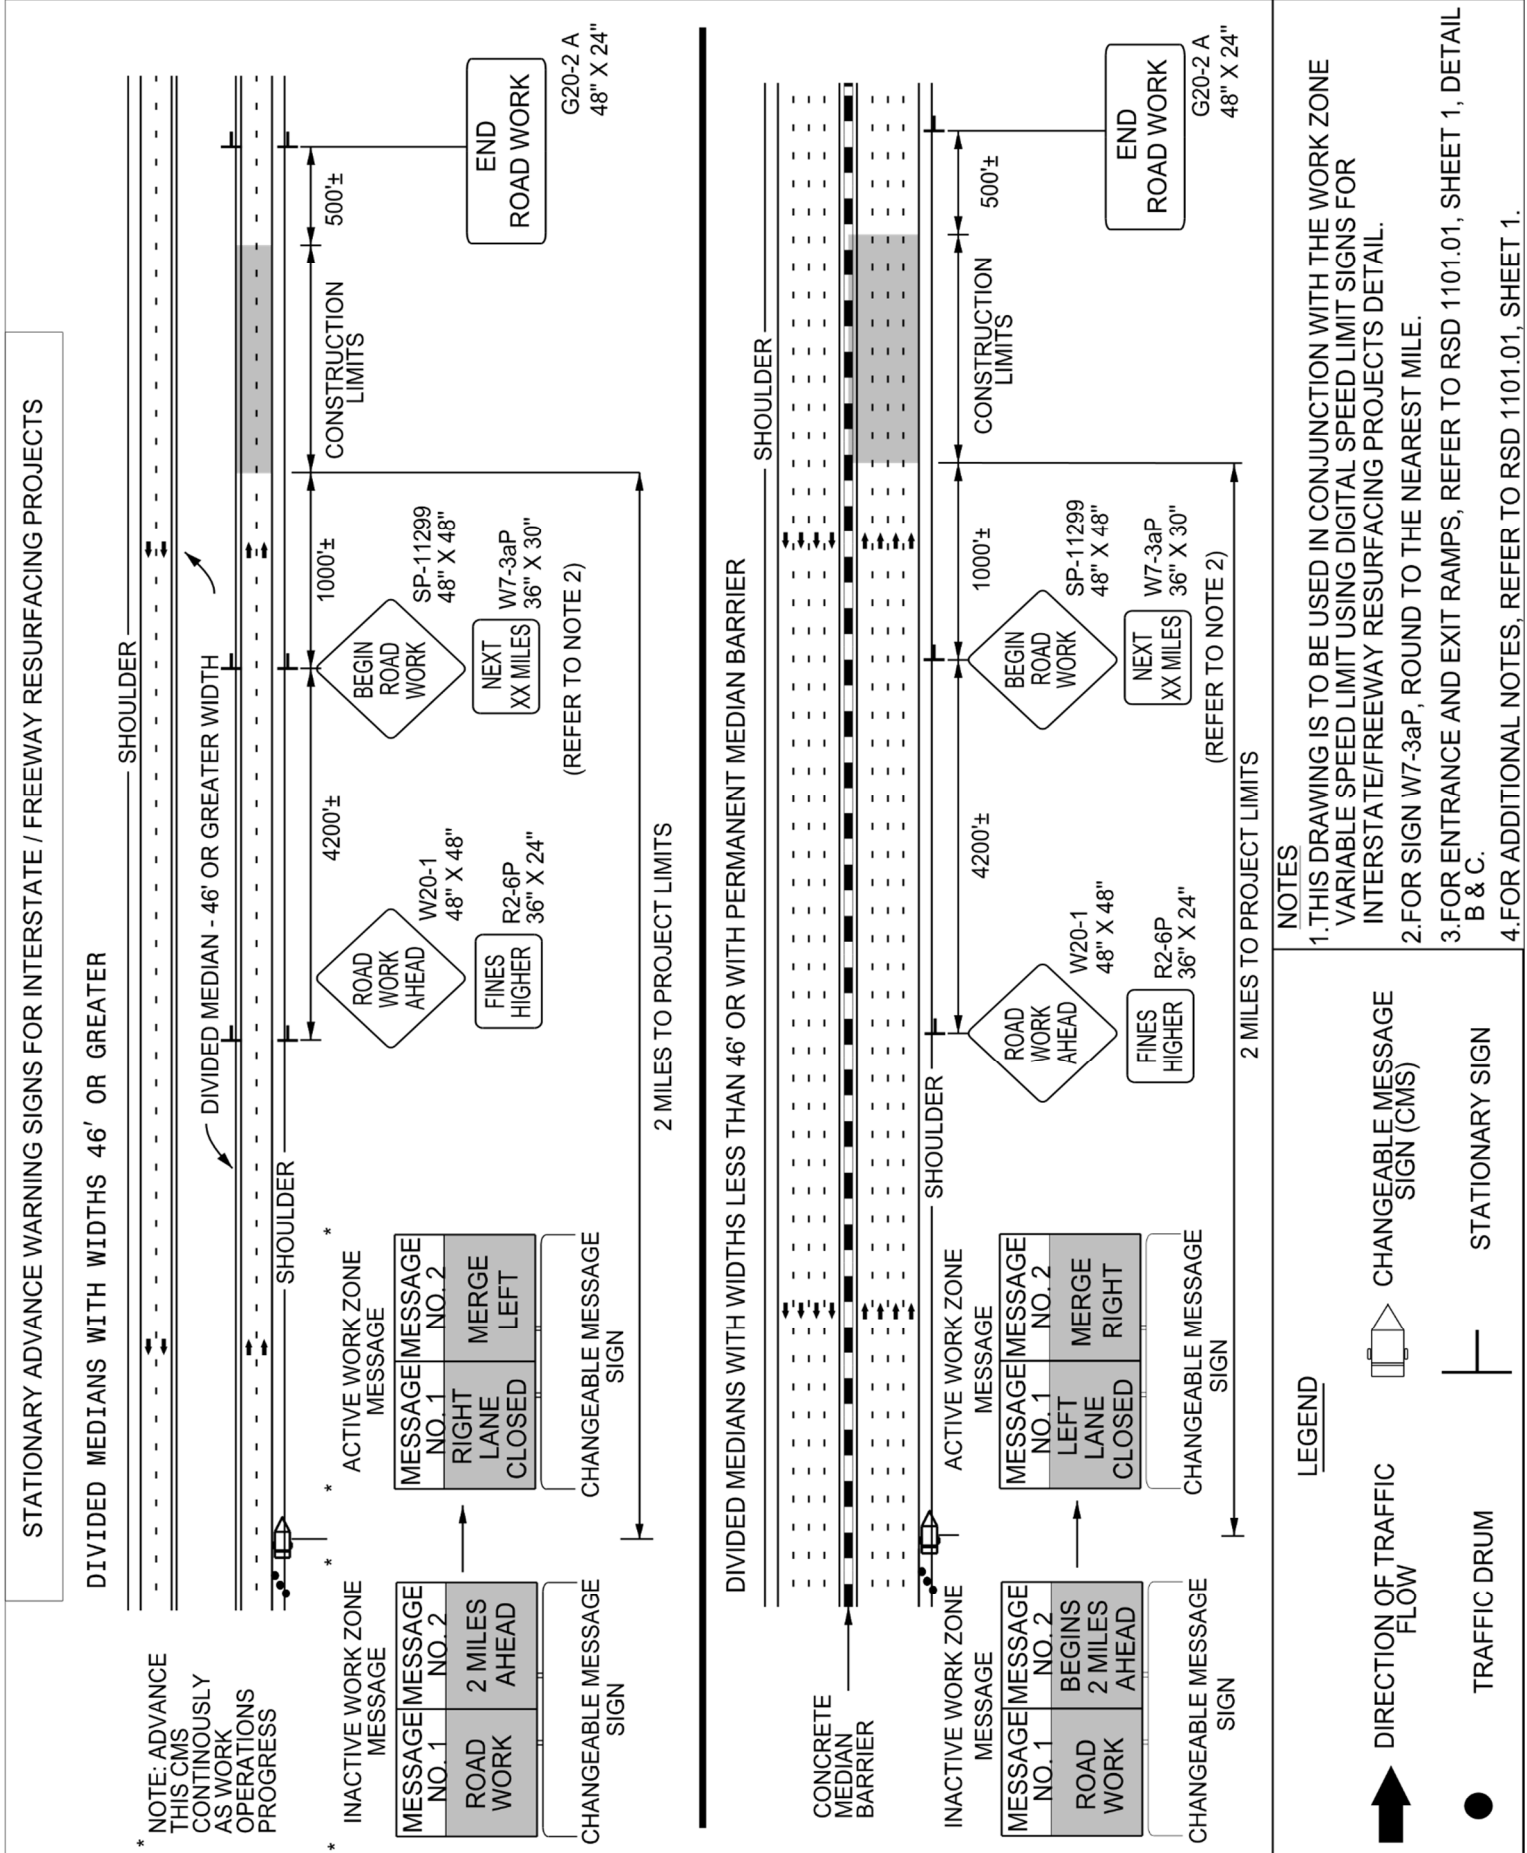 STATIONARY ADVANCE WARNING SIGNS FOR INTERSTATE / FREEWAY RESURFACING PROJECTS
DIVIDED MEDIANS WITH WIDTHS 46' OR GREATER
* NOTE: ADVANCE
THIS CMS
CONTINOUSLY
AS WORK
OPERATIONS
PROGRESS
SHOULDER
DIVIDED MEDIAN - 46' OR GREATER WIDTH
SHOULDER
*
*
*
*
INACTIVE WORK ZONE
MESSAGE
MESSAGE
NO. 1
MESSAGE
NO. 2
ROAD
WORK
2 MILES
AHEAD
CHANGEABLE MESSAGE
SIGN
ACTIVE WORK ZONE
MESSAGE
MESSAGE
NO. 1
MESSAGE
NO. 2
RIGHT
LANE
CLOSED
MERGE
LEFT
CHANGEABLE MESSAGE
SIGN
4200'±
1000'±
CONSTRUCTION
LIMITS
500'±
ROAD
WORK
AHEAD
W20-1
48" X 48"
FINES
HIGHER
R2-6P
36" X 24"
BEGIN
ROAD
WORK
SP-11299
48" X 48"
NEXT
XX MILES
W7-3aP
36" X 30"
(REFER TO NOTE 2)
END
ROAD WORK
G20-2 A
48" X 24"
2 MILES TO PROJECT LIMITS
DIVIDED MEDIANS WITH WIDTHS LESS THAN 46' OR WITH PERMANENT MEDIAN BARRIER
SHOULDER
CONCRETE
MEDIAN
BARRIER
SHOULDER
INACTIVE WORK ZONE
MESSAGE
MESSAGE
NO. 1
MESSAGE
NO. 2
ROAD
WORK
BEGINS
2 MILES
AHEAD
CHANGEABLE MESSAGE
SIGN
ACTIVE WORK ZONE
MESSAGE
MESSAGE
NO. 1
MESSAGE
NO. 2
LEFT
LANE
CLOSED
MERGE
RIGHT
CHANGEABLE MESSAGE
SIGN
4200'±
1000'±
CONSTRUCTION
LIMITS
500'±
ROAD
WORK
AHEAD
W20-1
48" X 48"
FINES
HIGHER
R2-6P
36" X 24"
BEGIN
ROAD
WORK
SP-11299
48" X 48"
NEXT
XX MILES
W7-3aP
36" X 30"
(REFER TO NOTE 2)
END
ROAD WORK
G20-2 A
48" X 24"
2 MILES TO PROJECT LIMITS
LEGEND
DIRECTION OF TRAFFIC
FLOW
CHANGEABLE MESSAGE
SIGN (CMS)
TRAFFIC DRUM
STATIONARY SIGN
NOTES
1. THIS DRAWING IS TO BE USED IN CONJUNCTION WITH THE WORK ZONE
VARIABLE SPEED LIMIT USING DIGITAL SPEED LIMIT SIGNS FOR
INTERSTATE/FREEWAY RESURFACING PROJECTS DETAIL.
2. FOR SIGN W7-3aP, ROUND TO THE NEAREST MILE.
3. FOR ENTRANCE AND EXIT RAMPS, REFER TO RSD 1101.01, SHEET 1, DETAIL
B & C.
4. FOR ADDITIONAL NOTES, REFER TO RSD 1101.01, SHEET 1.